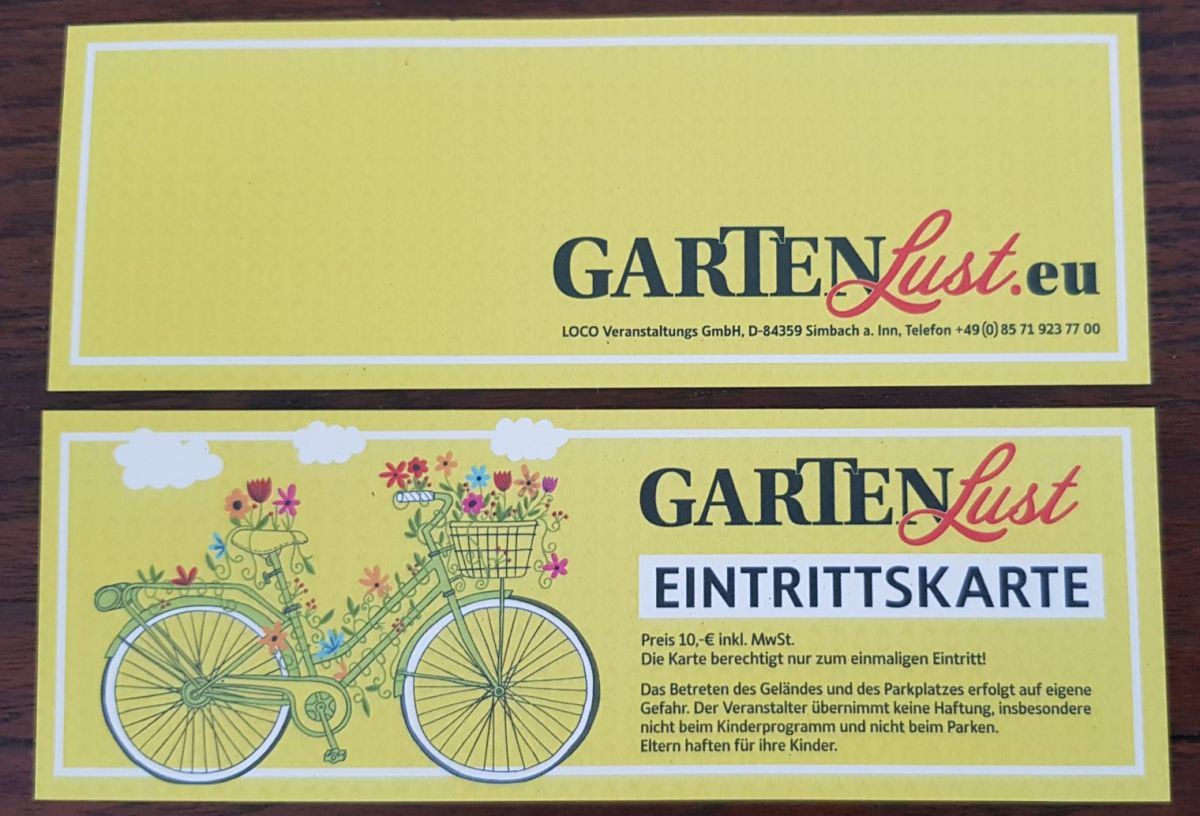 GARTENLust.eu
LOCO Veranstaltungs GmbH, D-84359 Simbach a. Inn, Telefon +49(0)85 71 923 77 00
GARTENLust
EINTRITTSKARTE
Preis 10,-€ inkl. MwSt.
Die Karte berechtigt nur zum einmaligen Eintritt!
Das Betreten des Geländes und des Parkplatzes erfolgt auf eigene
Gefahr. Der Veranstalter übernimmt keine Haftung, insbesondere
nicht beim Kinderprogramm und nicht beim Parken.
Eltern haften für ihre Kinder.